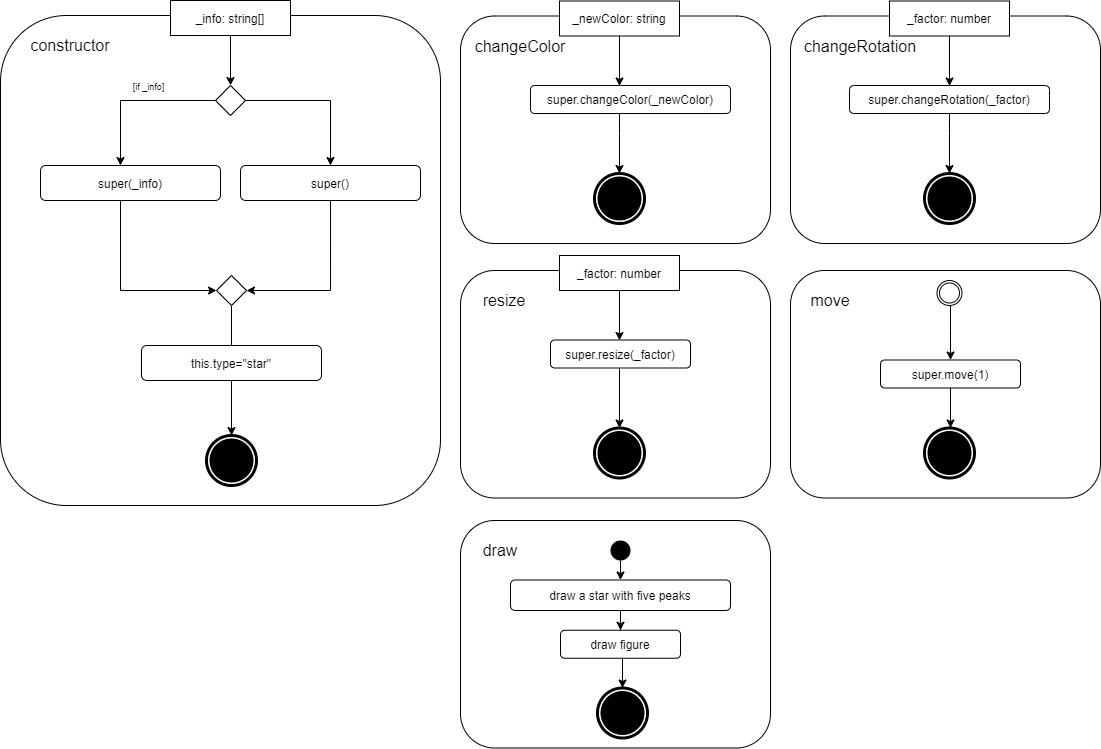 _info: string[]
constructor
[if _info]
super(_info)
super()
this.type="star"
_newColor: string
changeColor
super.changeColor(_newColor)
_factor: number
changeRotation
super.changeRotation(_factor)
_factor: number
resize
super.resize(_factor)
move
super.move(1)
draw
draw a star with five peaks
draw figure